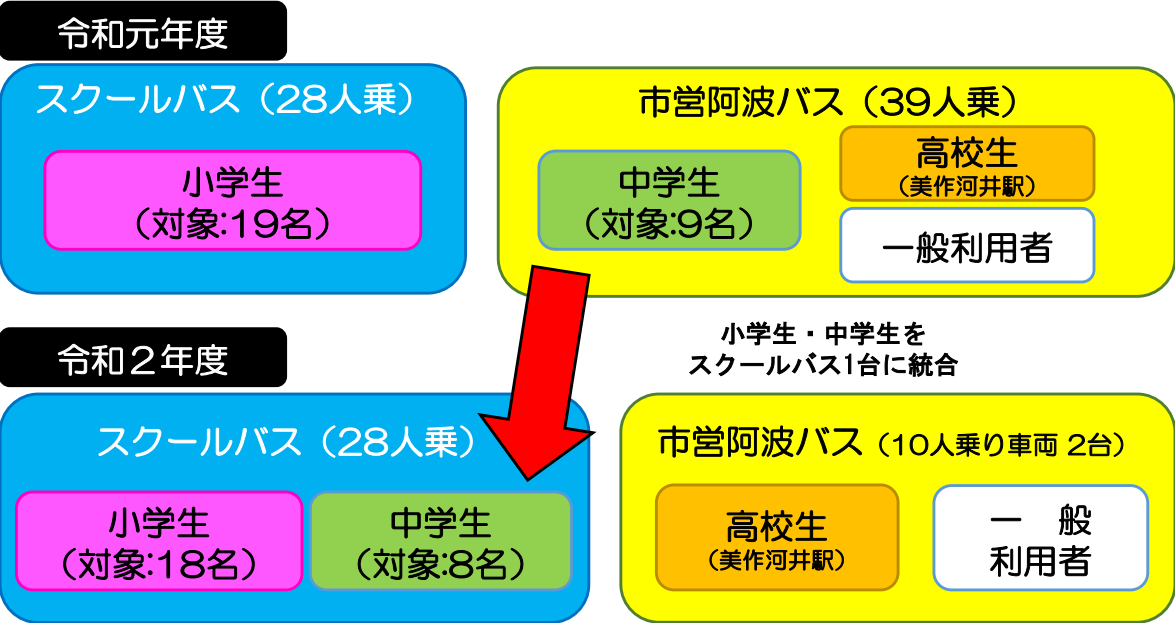 令和元年度
スクールバス（28人乗）
小学生
（対象:19名）
市営阿波バス（39人乗）
中学生
（対象:9名）
高校生
（美作河井駅）
一般利用者
小学生・中学生を
スクールバス1台に統合
令和２年度
スクールバス（28人乗）
小学生
（対象:18名）
中学生
（対象:8名）
市営阿波バス（10人乗り車両 2台）
高校生
（美作河井駅）
一　般
利用者